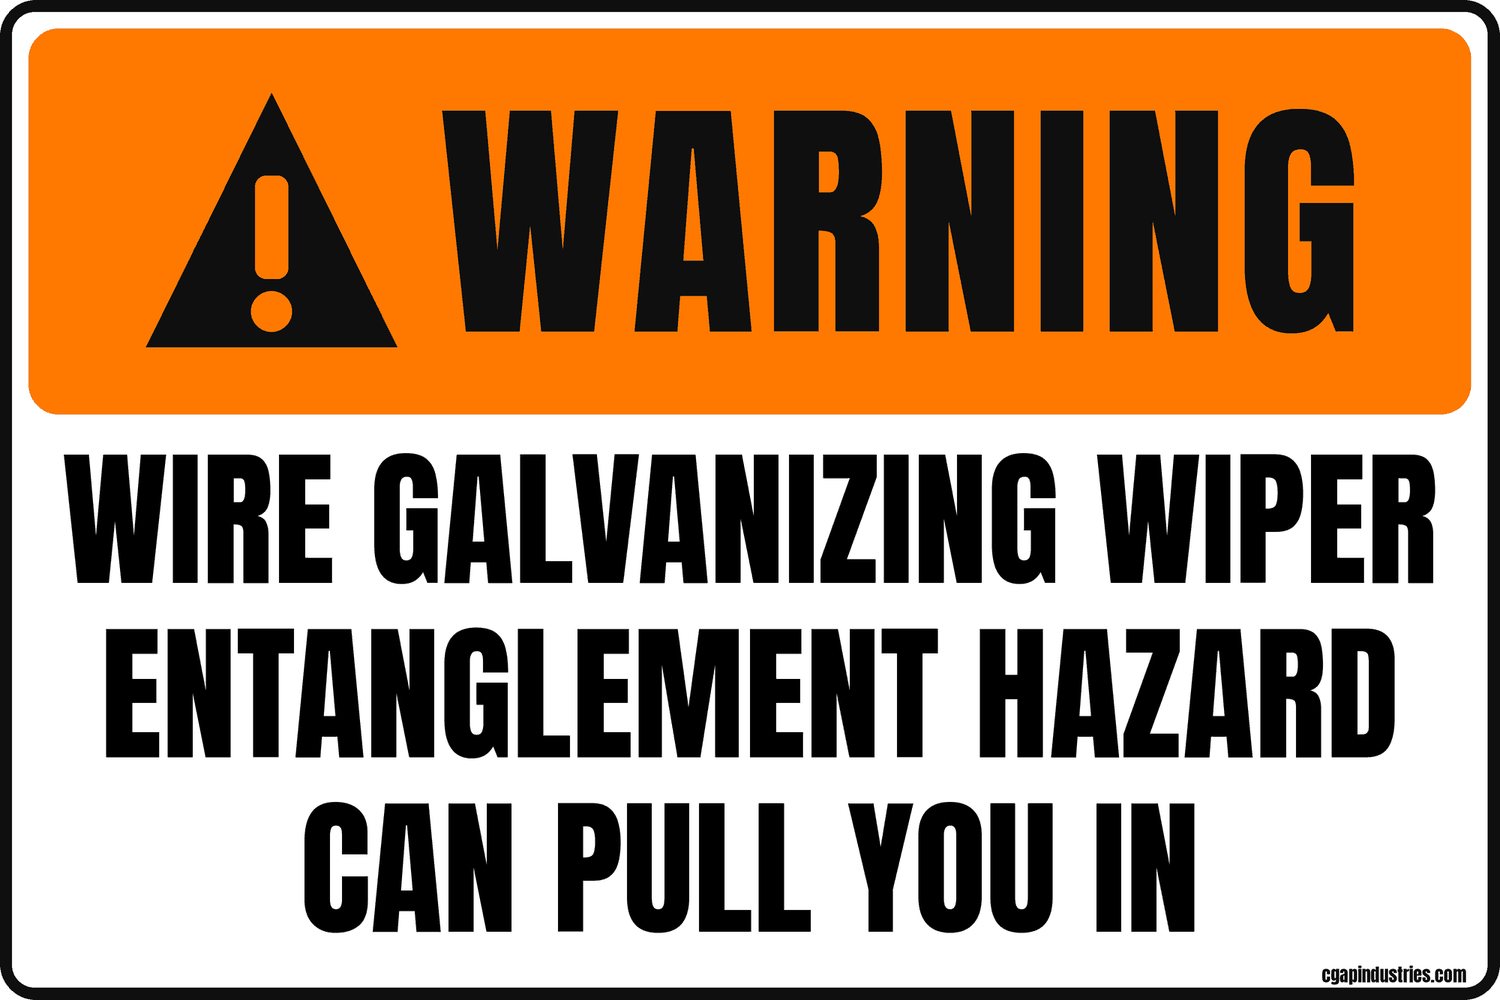 WARNING
WIRE GALVANIZING WIPER
ENTANGLEMENT HAZARD
CAN PULL YOU IN
cgapindustries.com